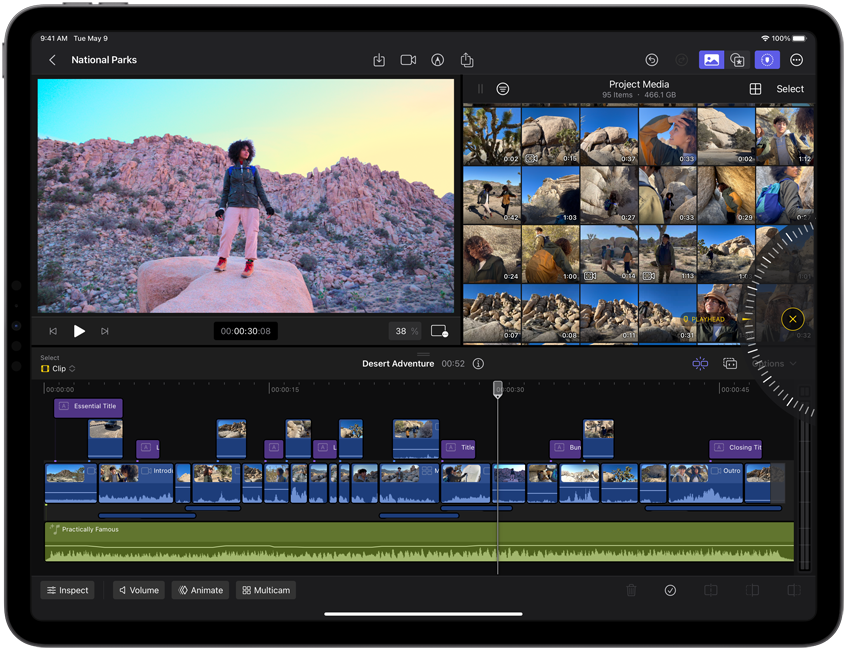 9:41 AM Tue May 9
100%
National Parks
Project Media
95 Items · 466.1 GB
Select
0:02
0:15
0:37
0:33
0:02
1:12
0:42
1:03
0:27
0:33
0:29
0:24
1:00
0:14
1:13
0:07
0:08
0:11
0:31
0:32
PLAYHEAD
00:00:30:08
38 %
Select
Clip
Desert Adventure 00:52
Options
00:00:00
00:00:15
00:00:30
00:00:45
Essential Title
L
L
Title
Bun
Closing Tit
Introdu
M
Outro
Practically Famous
Inspect
Volume
Animate
Multicam